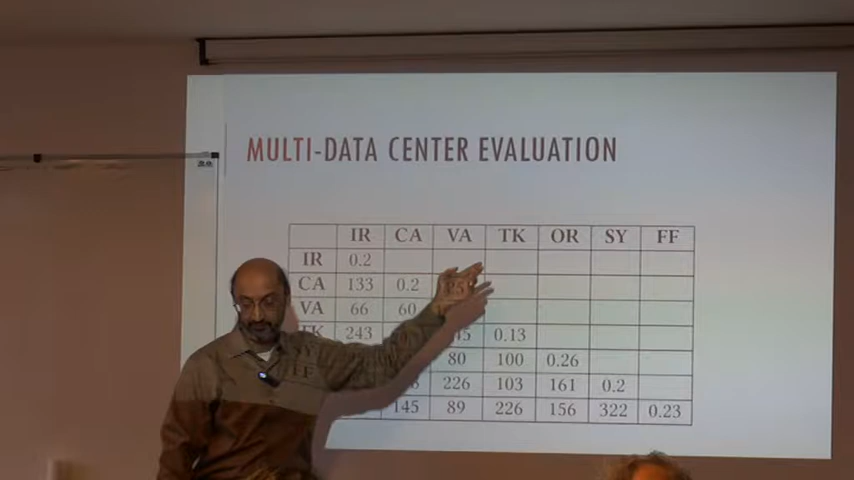 MULTI-DATA CENTER EVALUATION
IR CA VA TK OR SY FF
IR 0.2
CA 133 0.2
VA 66 60
TK 243 0.13
80 100 0.26
226 103 161 0.2
145 89 226 156 322 0.23